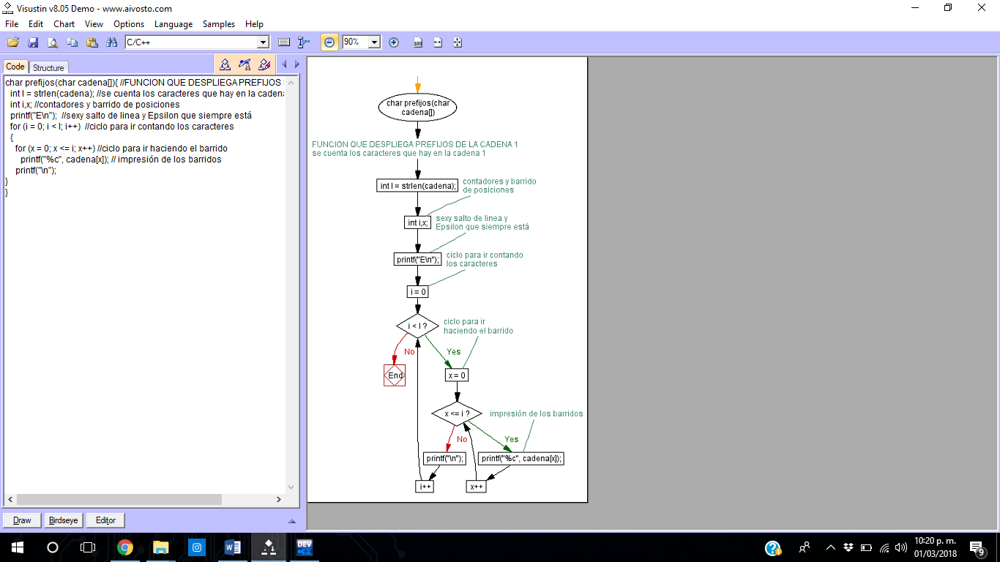 Visustin v8.05 Demo - www.aivosto.com
File Edit Chart View Options Language Samples Help
C/C++
100
90%
Code Structure
char prefijos(char cadena[]){ //FUNCION QUE DESPLIEGA PREFIJOS
int l = strlen(cadena); //se cuenta los caracteres que hay en la cadena
int i,x; //contadores y barrido de posiciones
printf("E\n"); //sexy salto de linea y Epsilon que siempre está
for (i = 0; i < l; i++) //ciclo para ir contando los caracteres
{
for (x = 0; x <= i; x++) //ciclo para ir haciendo el barrido
printf("%c", cadena[x]); // impresión de los barridos
printf("\n");
}
}
Draw Birdseye Editor
char prefijos(char
cadena[])
FUNCION QUE DESPLIEGA PREFIJOS DE LA CADENA 1
se cuenta los caracteres que hay en la cadena 1
int l = strlen(cadena);
contadores y barrido
de posiciones
int i,x;
sexy salto de linea y
Epsilon que siempre está
printf("E\n");
ciclo para ir contando
los caracteres
i = 0
i < l ?
ciclo para ir
haciendo el barrido
No
Yes
End
x = 0
x <= i ?
impresión de los barridos
No
Yes
printf("\n");
printf("%c", cadena[x]);
i++
x++
DEV
10:20 p. m.
01/03/2018
9